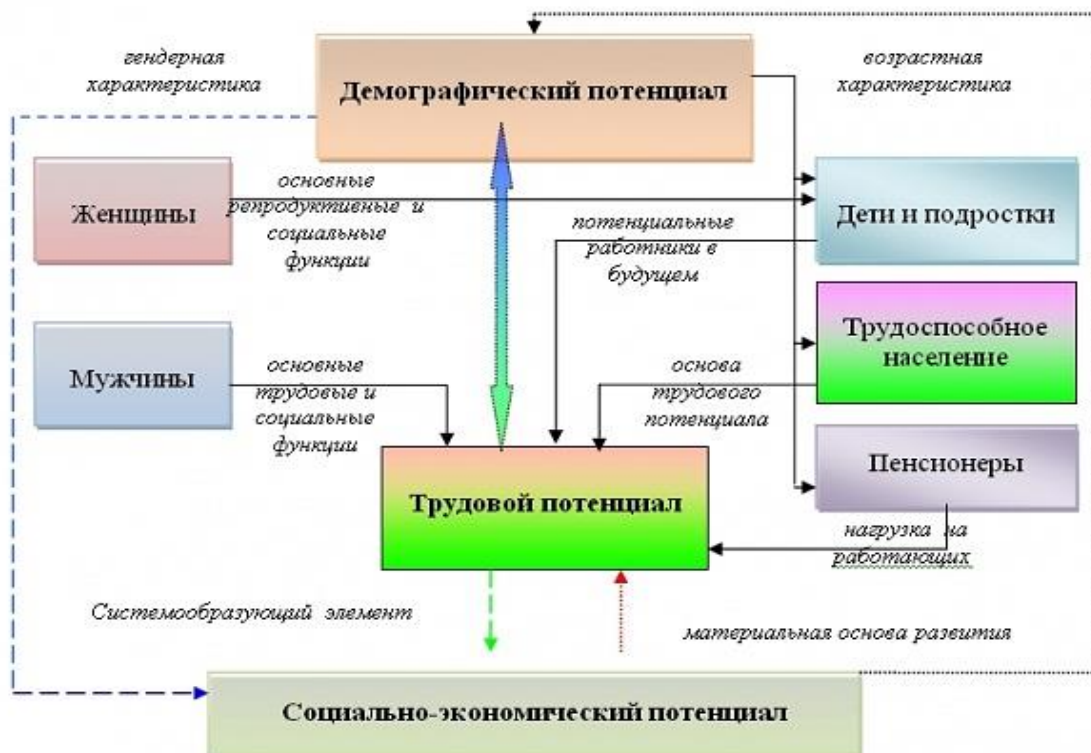 гендерная
характеристика
возрастная
характеристика
Демографический потенциал
Женщины
основные
репродуктивные и
социальные
функции
потенциальные
работники в
будущем
Дети и подростки
Мужчины
основные
трудовые и
социальные
функции
основа
трудового
потенциала
Трудоспособное
население
Трудовой потенциал
Пенсионеры
нагрузка на
работающих
Системообразующий элемент
материальная основа развития
Социально-экономический потенциал